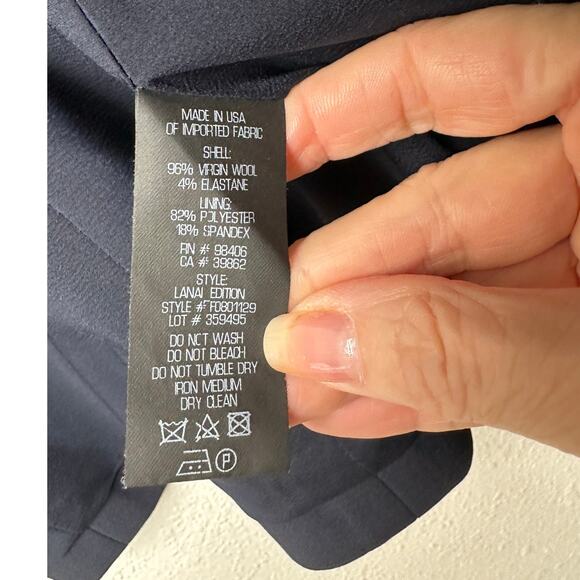 MADE IN USA
OF IMPORTED FABRIC
SHELL:
96% VIRGIN WOOL
4% ELASTANE
LINING:
82% POLYESTER
18% SPANDEX
RN # 98406
CA # 39862
STYLE:
LANAI EDITION
STYLE # F0801129
LOT # 359495
DO NOT WASH
DO NOT BLEACH
DO NOT TUMBLE DRY
IRON MEDIUM
DRY CLEAN
P